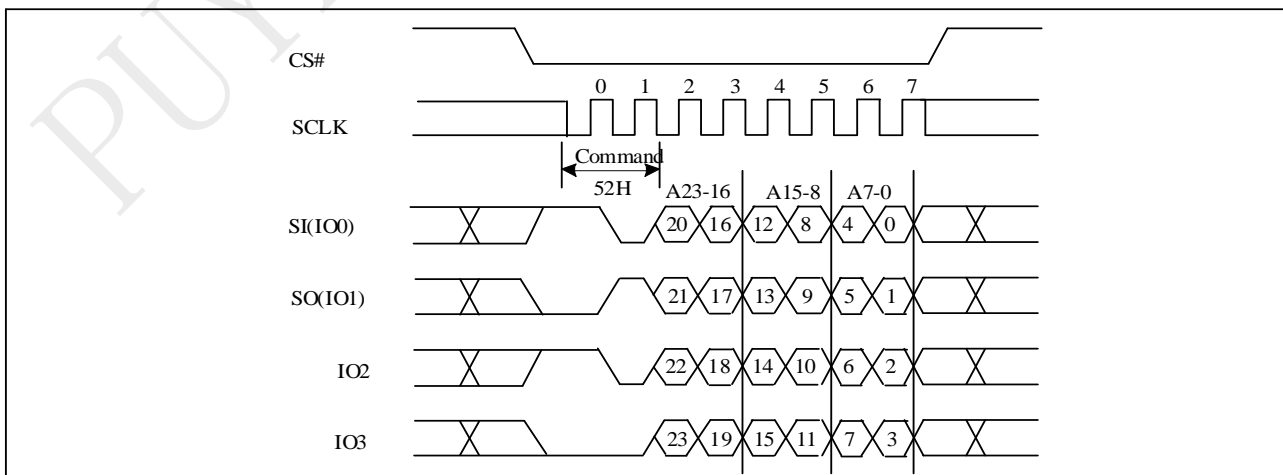 PUY
CS#
0 1 2 3 4 5 6 7
SCLK
Command
52H
A23-16 A15-8 A7-0
SI(IO0) 20 16 12 8 4 0
SO(IO1) 21 17 13 9 5 1
IO2 22 18 14 10 6 2
IO3 23 19 15 11 7 3